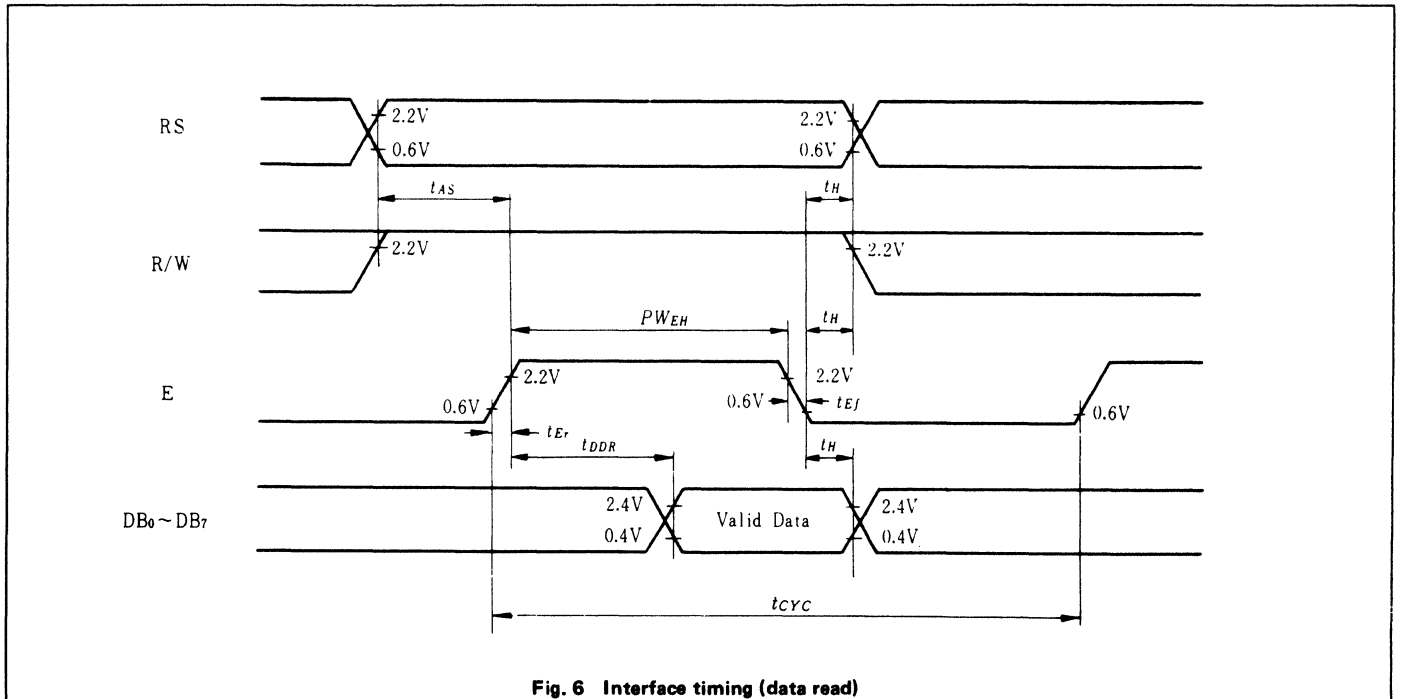 RS
2.2V
0.6V
2.2V
0.6V
tAS
tH
R/W
2.2V
2.2V
PWEH
tH
E
2.2V
0.6V
2.2V
0.6V
tEf
0.6V
tEr
tDDR
tH
DB0~DB7
2.4V
0.4V
Valid Data
2.4V
0.4V
tCYC
Fig. 6 Interface timing (data read)